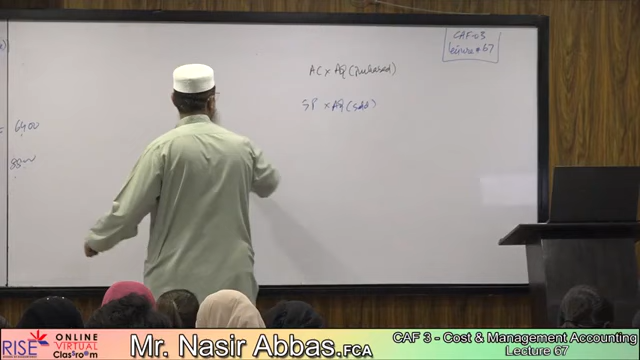 CAF-03
Lecture # 67
AC x AQ (purchased)
SP x AQ (sold)
= 6400
RISE
ONLINE
VIRTUAL
Classroom
Mr. Nasir Abbas.FCA
CAF 3 - Cost & Management Accounting
Lecture 67